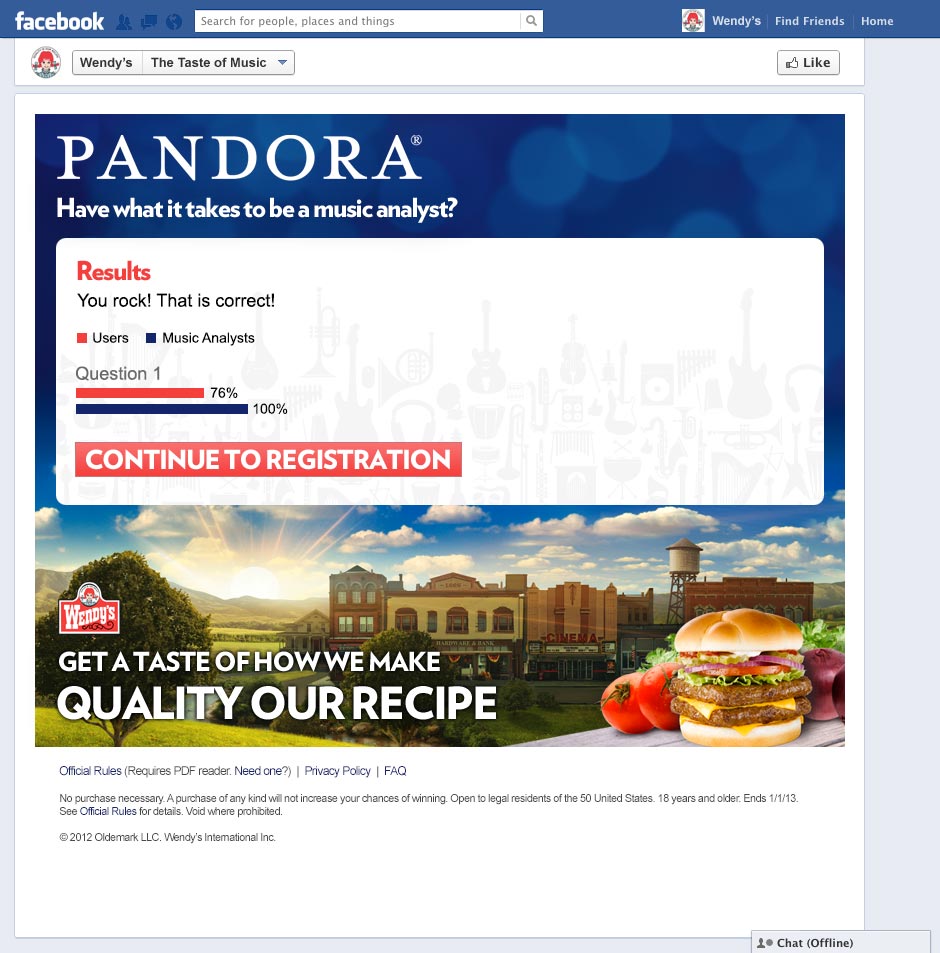 facebook
Search for people, places and things
Wendy's
Find Friends
Home
Wendy's
The Taste of Music
Like
PANDORA®
Have what it takes to be a music analyst?
Results
You rock! That is correct!
Users
Music Analysts
Question 1
76%
100%
CONTINUE TO REGISTRATION
HARDWARE & BANK
CINEMA
WENDY'S
GET A TASTE OF HOW WE MAKE
QUALITY OUR RECIPE
Official Rules (Requires PDF reader. Need one?) | Privacy Policy | FAQ
No purchase necessary. A purchase of any kind will not increase your chances of winning. Open to legal residents of the 50 United States. 18 years and older. Ends 1/1/13.
See Official Rules for details. Void where prohibited.
© 2012 Oldemark LLC. Wendy's International Inc.
Chat (Offline)